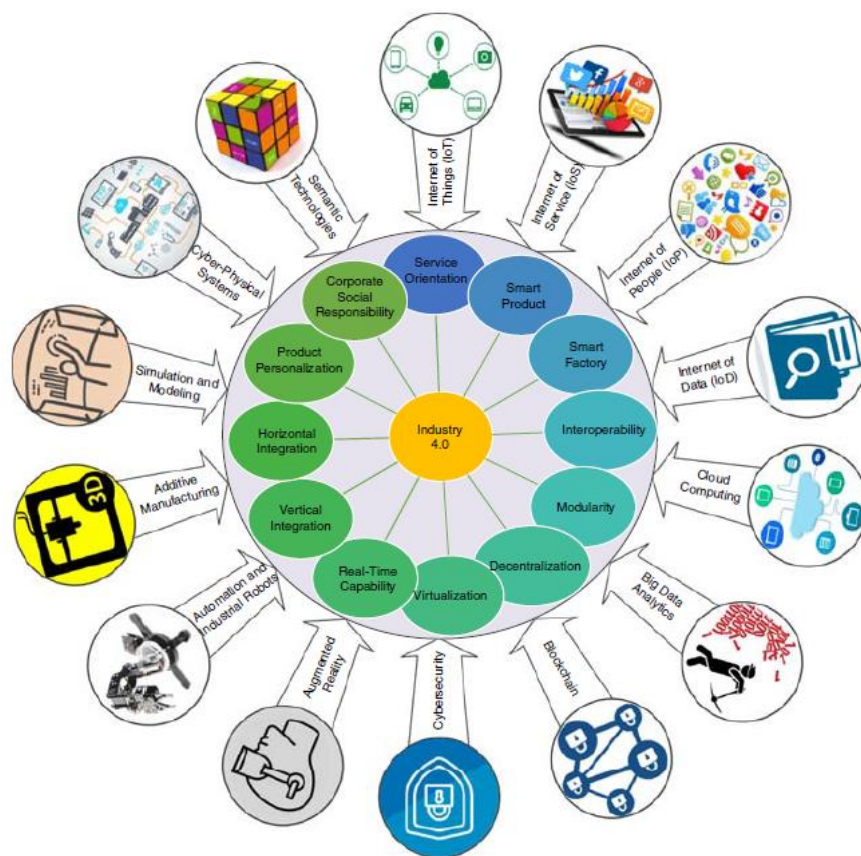 Internet of
Things (IoT)
Internet of
Service (IoS)
Internet of
People (IoP)
Internet of
Data (IoD)
Cloud
Computing
Big Data
Analytics
Blockchain
Cybersecurity
Augmented
Reality
Automation and
Industrial Robots
Additive
Manufacturing
3D
Simulation and
Modeling
Cyber-Physical
Systems
Semantic
Technologies
Service
Orientation
Smart
Product
Smart
Factory
Interoperability
Modularity
Decentralization
Virtualization
Real-Time
Capability
Vertical
Integration
Horizontal
Integration
Product
Personalization
Corporate
Social
Responsibility
Industry
4.0